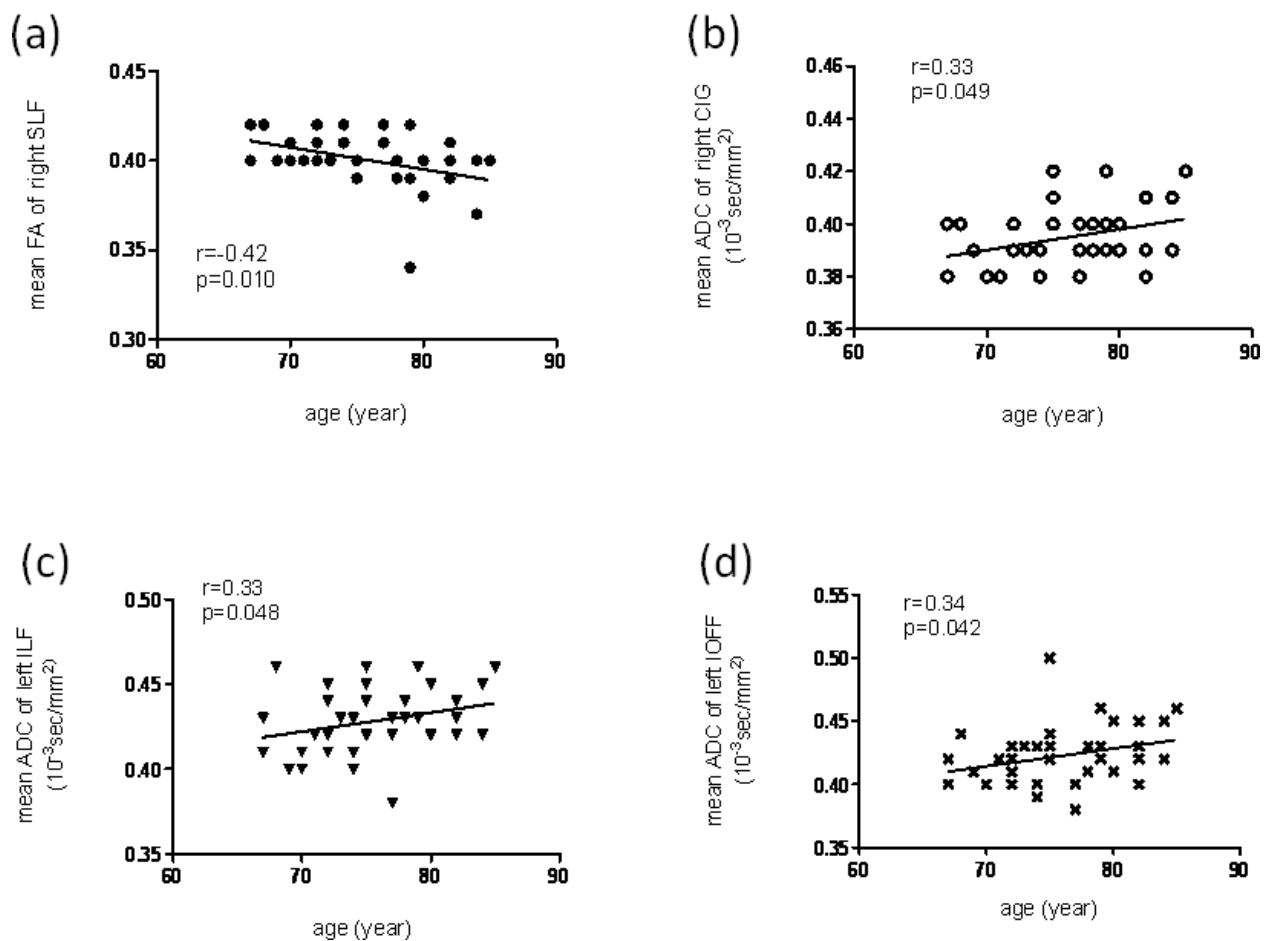 (a)
mean FA of right SLF
0.45
0.40
0.35
0.30
r=-0.42
p=0.010
60 70 80 90
age (year)
(b)
mean ADC of right CIG
(10⁻³sec/mm²)
0.46
0.44
0.42
0.40
0.38
0.36
r=0.33
p=0.049
60 70 80 90
age (year)
(c)
mean ADC of left ILF
(10⁻³sec/mm²)
0.50
0.45
0.40
0.35
r=0.33
p=0.048
60 70 80 90
age (year)
(d)
mean ADC of left IOFF
(10⁻³sec/mm²)
0.55
0.50
0.45
0.40
0.35
r=0.34
p=0.042
60 70 80 90
age (year)